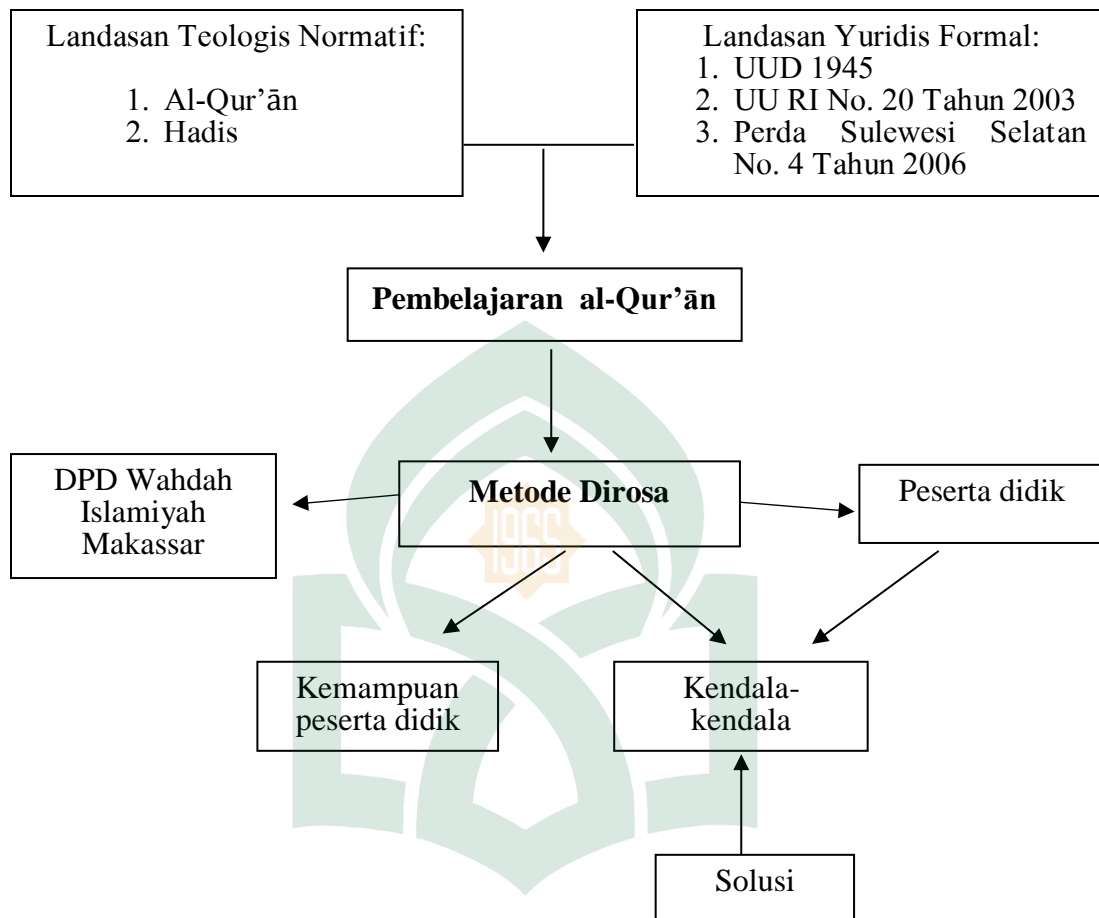 Landasan Teologis Normatif:
1. Al-Qur’ān
2. Hadis
Landasan Yuridis Formal:
1. UUD 1945
2. UU RI No. 20 Tahun 2003
3. Perda Sulewesi Selatan
No. 4 Tahun 2006
Pembelajaran al-Qur’ān
DPD Wahdah
Islamiyah
Makassar
Metode Dirosa
Peserta didik
1965
Kemampuan
peserta didik
Kendala-
kendala
Solusi